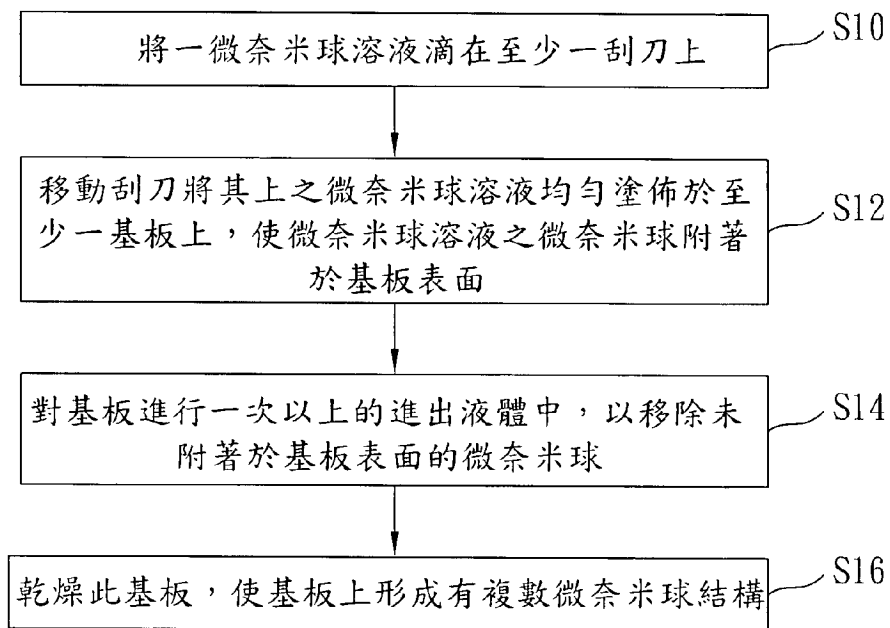 將一微奈米球溶液滴在至少一刮刀上
S10
移動刮刀將其上之微奈米球溶液均勻塗佈於至
少一基板上，使微奈米球溶液之微奈米球附著
於基板表面
S12
對基板進行一次以上的進出液體中，以移除未
附著於基板表面的微奈米球
S14
乾燥此基板，使基板上形成有複數微奈米球結構
S16